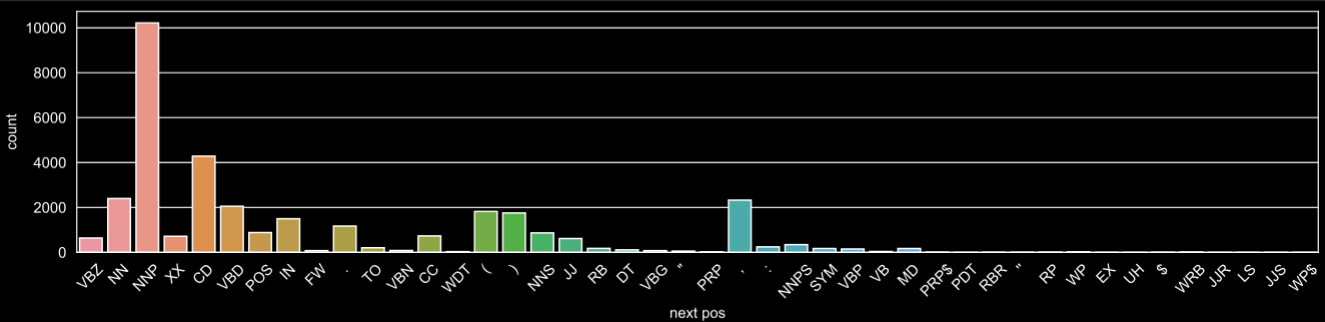 10000
8000
6000
4000
2000
0
count
VBZ NN NNP XX CD VBD POS IN FW . TO VBN CC WDT ( ) NNS JJ RB DT VBG " PRP , : NNPS SYM VBP VB MD PRP$ PDT RBR " RP WP EX UH $ WRB JJR LS JJS WP$
next pos